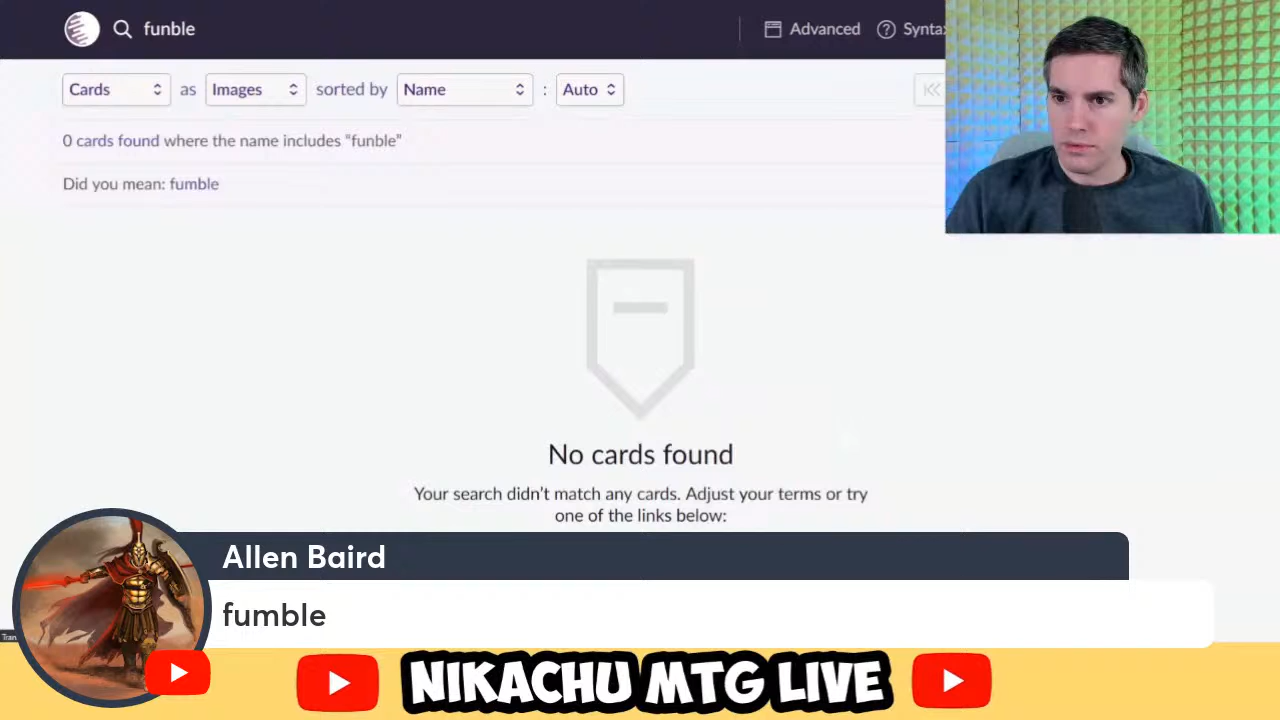 funble
Advanced
Syntax
Cards as Images sorted by Name : Auto
0 cards found where the name includes “funble”
Did you mean: fumble
No cards found
Your search didn’t match any cards. Adjust your terms or try
one of the links below:
Allen Baird
fumble
Tran
NIKACHU MTG LIVE